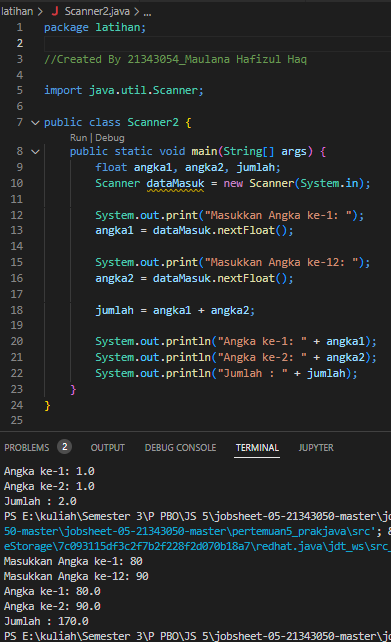 latihan > J Scanner2.java > ...
1 package latihan;
2
3 //Created By 21343054_Maulana Hafizul Haq
4
5 import java.util.Scanner;
6
7 public class Scanner2 {
Run | Debug
8 public static void main(String[] args) {
9 float angka1, angka2, jumlah;
10 Scanner dataMasuk = new Scanner(System.in);
11
12 System.out.print("Masukkan Angka ke-1: ");
13 angka1 = dataMasuk.nextFloat();
14
15 System.out.print("Masukkan Angka ke-12: ");
16 angka2 = dataMasuk.nextFloat();
17
18 jumlah = angka1 + angka2;
19
20 System.out.println("Angka ke-1: " + angka1);
21 System.out.println("Angka ke-2: " + angka2);
22 System.out.println("Jumlah : " + jumlah);
23 }
24 }
25
PROBLEMS 2 OUTPUT DEBUG CONSOLE TERMINAL JUPYTER
Angka ke-1: 1.0
Angka ke-2: 1.0
Jumlah : 2.0
PS E:\kuliah\Semester 3\P PBO\JS 5\jobsheet-05-21343050-master\jo
50-master\jobsheet-05-21343050-master\pertemuan5_prakjava\src'; &
eStorage\7c093115df3c2f7b2f228f2d070b18a7\redhat.java\jdt_ws\src_
Masukkan Angka ke-1: 80
Masukkan Angka ke-12: 90
Angka ke-1: 80.0
Angka ke-2: 90.0
Jumlah : 170.0
PS E:\kuliah\Semester 3\P PBO\JS 5\jobsheet-05-21343050-master\jo